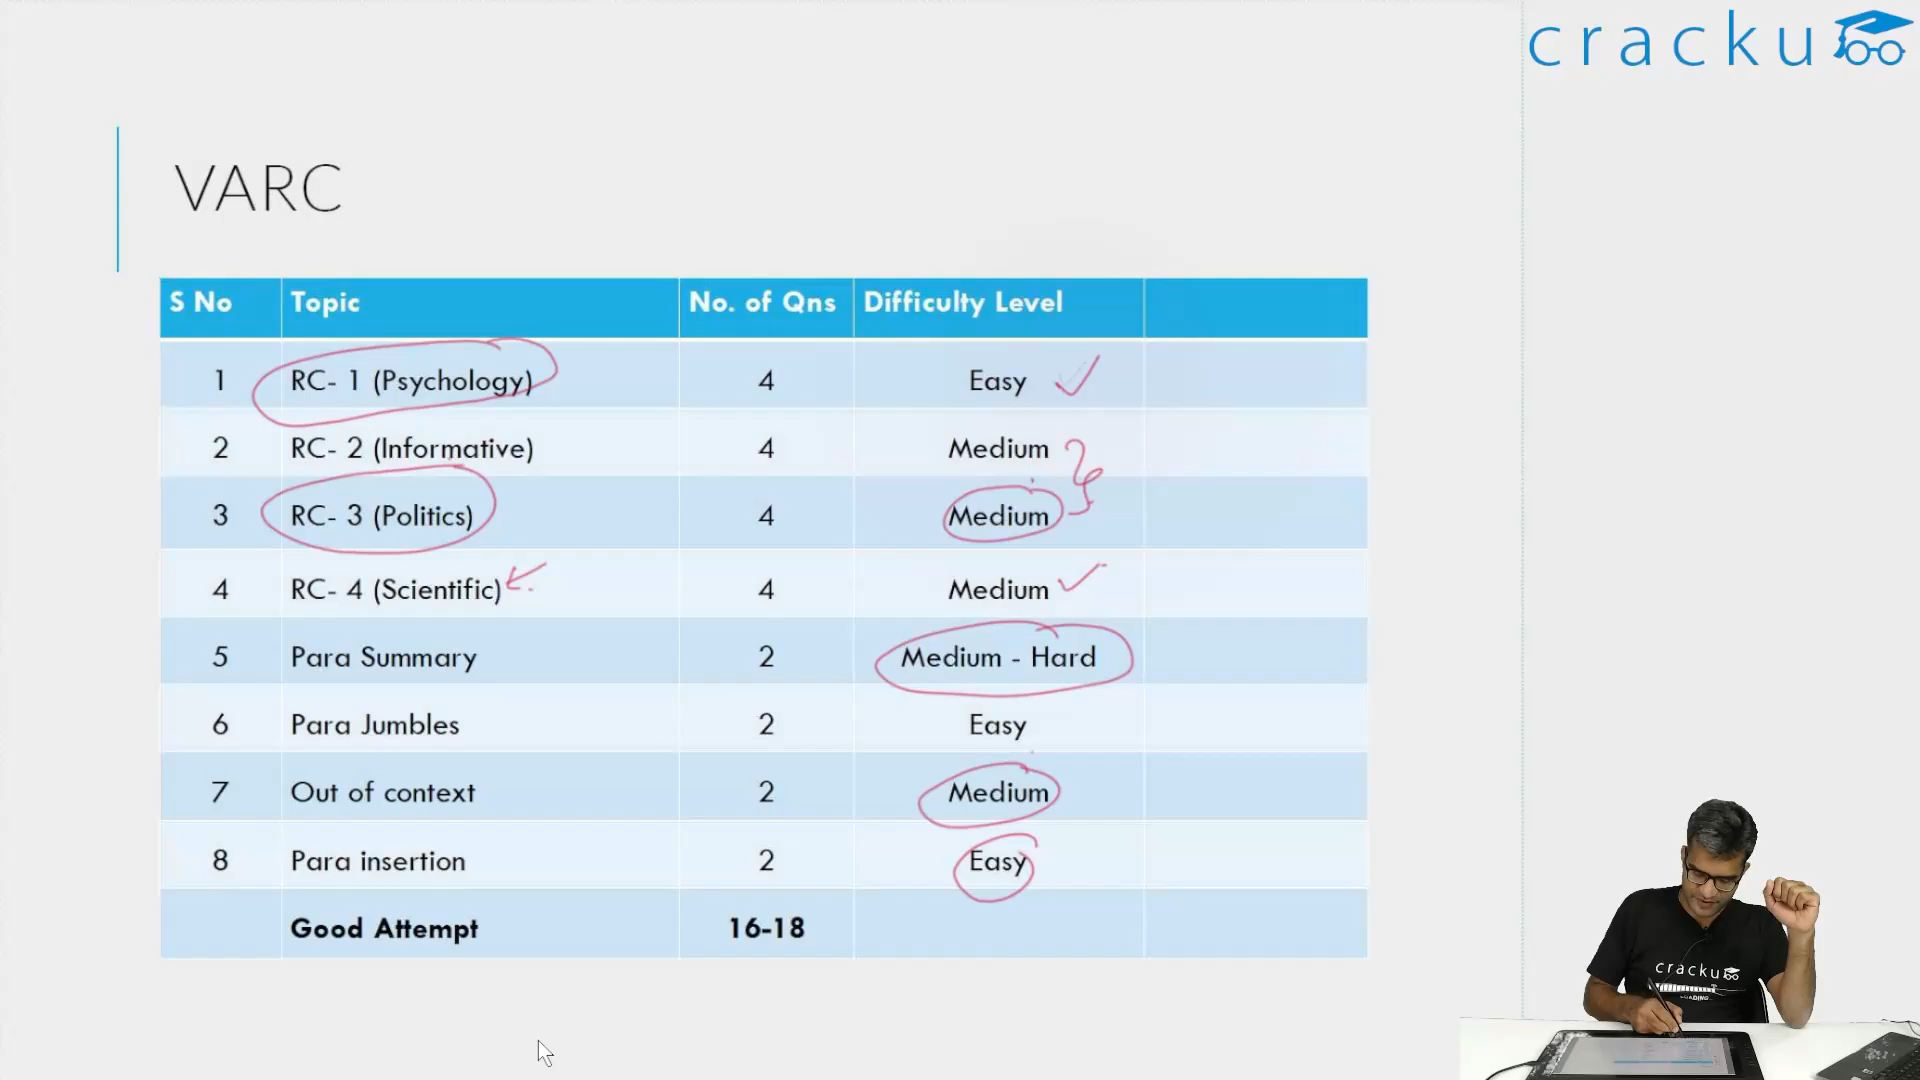 cracku
VARC
S No Topic No. of Qns Difficulty Level
1 RC- 1 (Psychology) 4 Easy
2 RC- 2 (Informative) 4 Medium
3 RC- 3 (Politics) 4 Medium
4 RC- 4 (Scientific) 4 Medium
5 Para Summary 2 Medium - Hard
6 Para Jumbles 2 Easy
7 Out of context 2 Medium
8 Para insertion 2 Easy
Good Attempt 16-18
cracku
LOADING